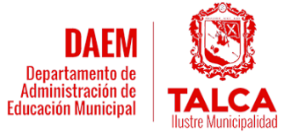 DAEM
Departamento de
Administración de
Educación Municipal
TALCA
Ilustre Municipalidad